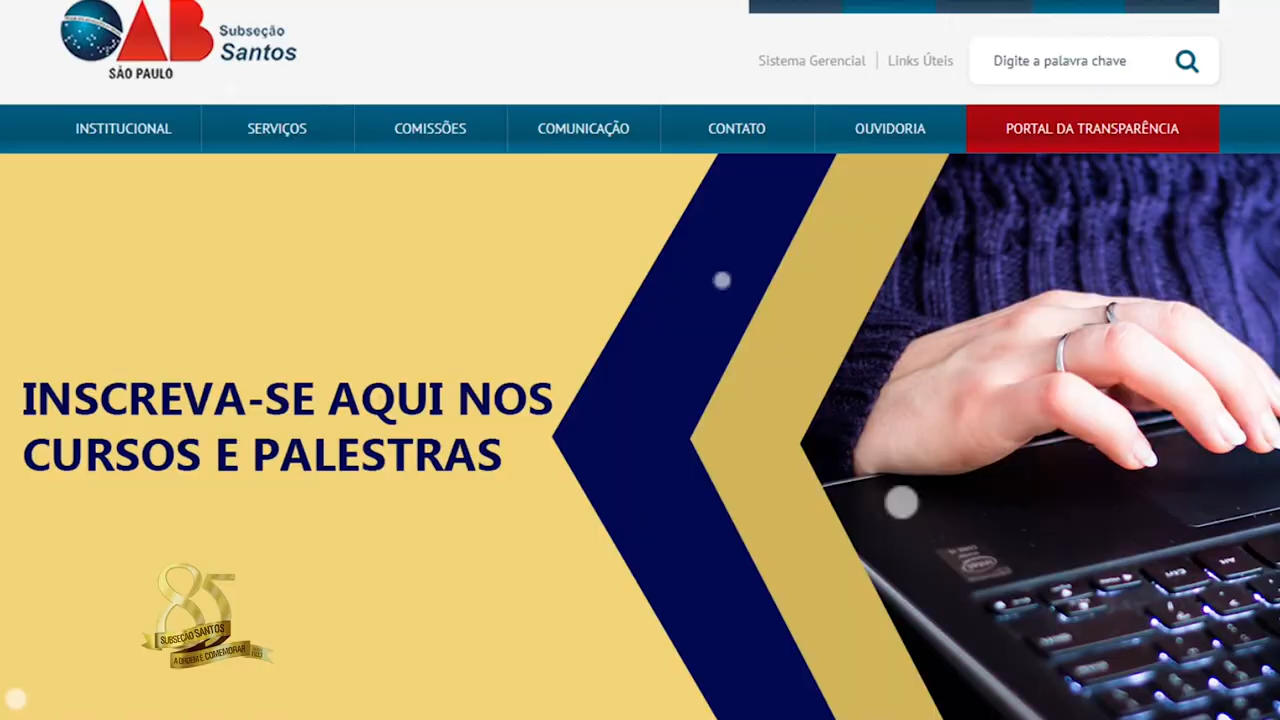 OAB
Subseção
Santos
SÃO PAULO
Sistema Gerencial
Links Úteis
Digite a palavra chave
INSTITUCIONAL
SERVIÇOS
COMISSÕES
COMUNICAÇÃO
CONTATO
OUVIDORIA
PORTAL DA TRANSPARÊNCIA
INSCREVA-SE AQUI NOS
CURSOS E PALESTRAS
85
SUBSEÇÃO SANTOS
A ORDEM E COMEMORAR